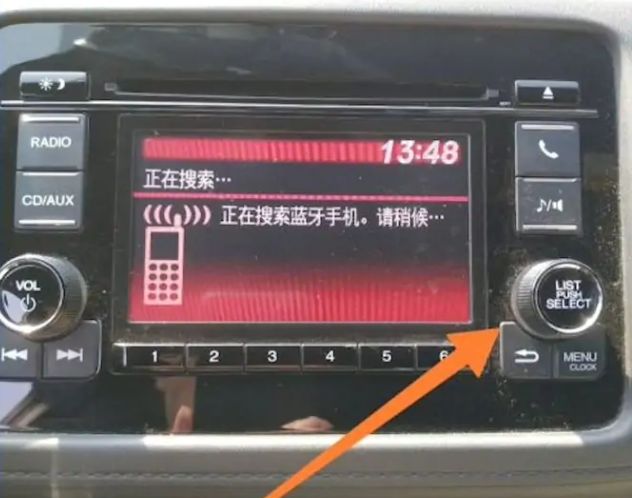 13:48
RADIO
正在搜索…
CD/AUX
正在搜索蓝牙手机。请稍候…
VOL
LIST
PUSH
SELECT
1 2 3 4 5 6
MENU
CLOCK